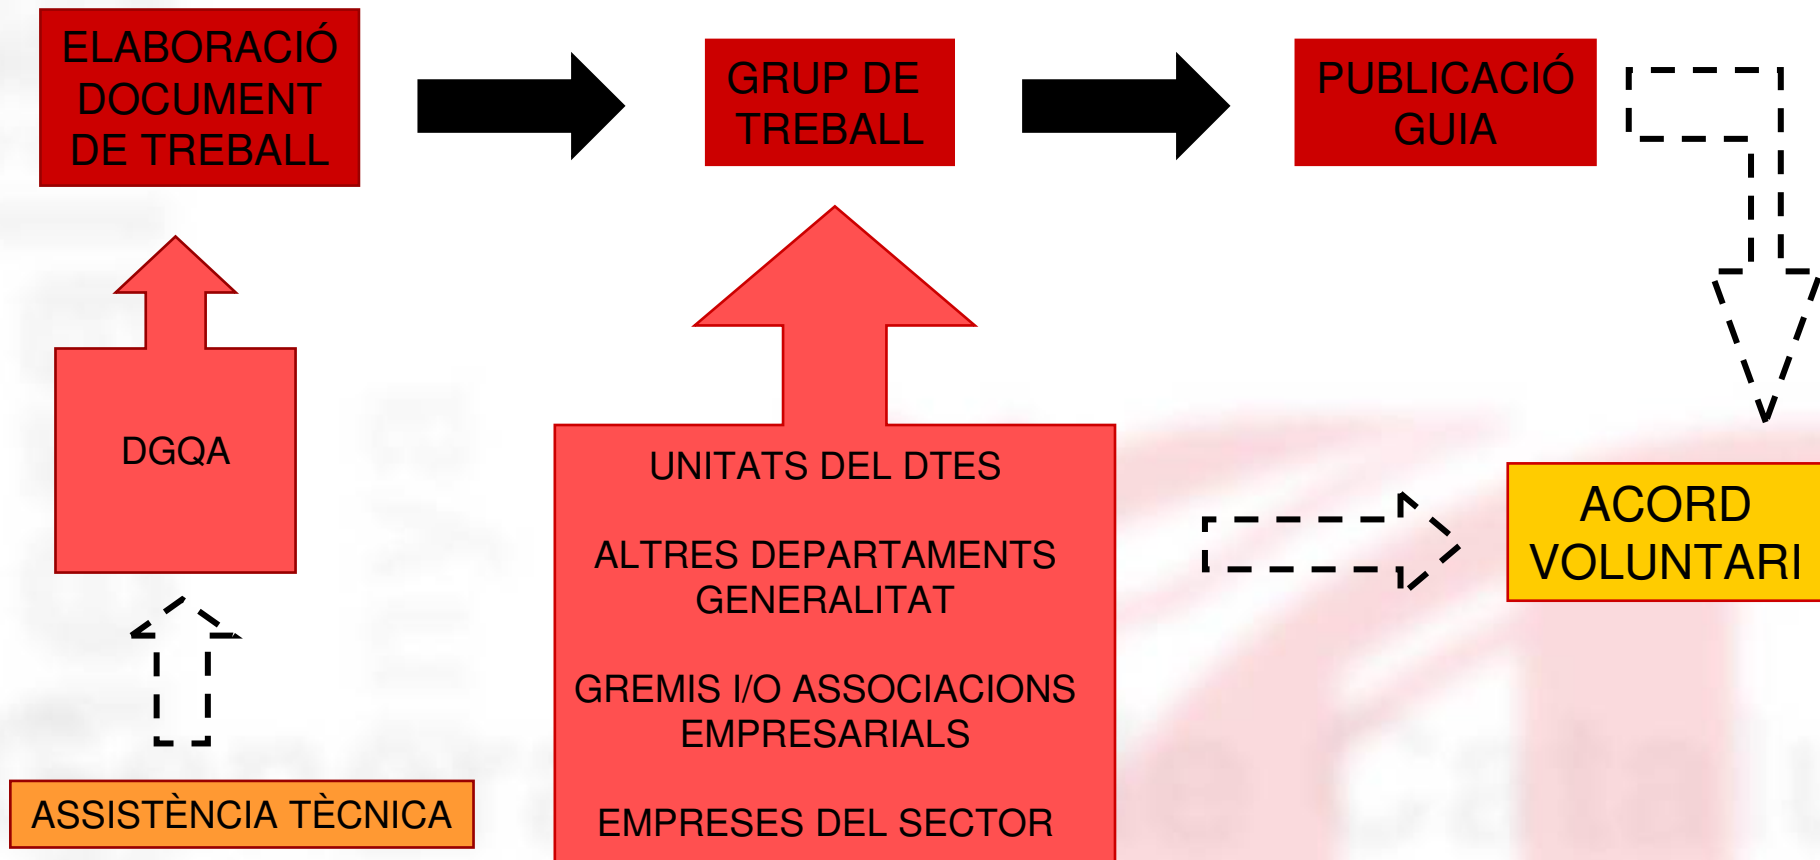 ELABORACIÓ
DOCUMENT
DE TREBALL
GRUP DE
TREBALL
PUBLICACIÓ
GUIA
DGQA
UNITATS DEL DTES
ALTRES DEPARTAMENTS
GENERALITAT
GREMIS I/O ASSOCIACIONS
EMPRESARIALS
EMPRESES DEL SECTOR
ACORD
VOLUNTARI
ASSISTÈNCIA TÈCNICA